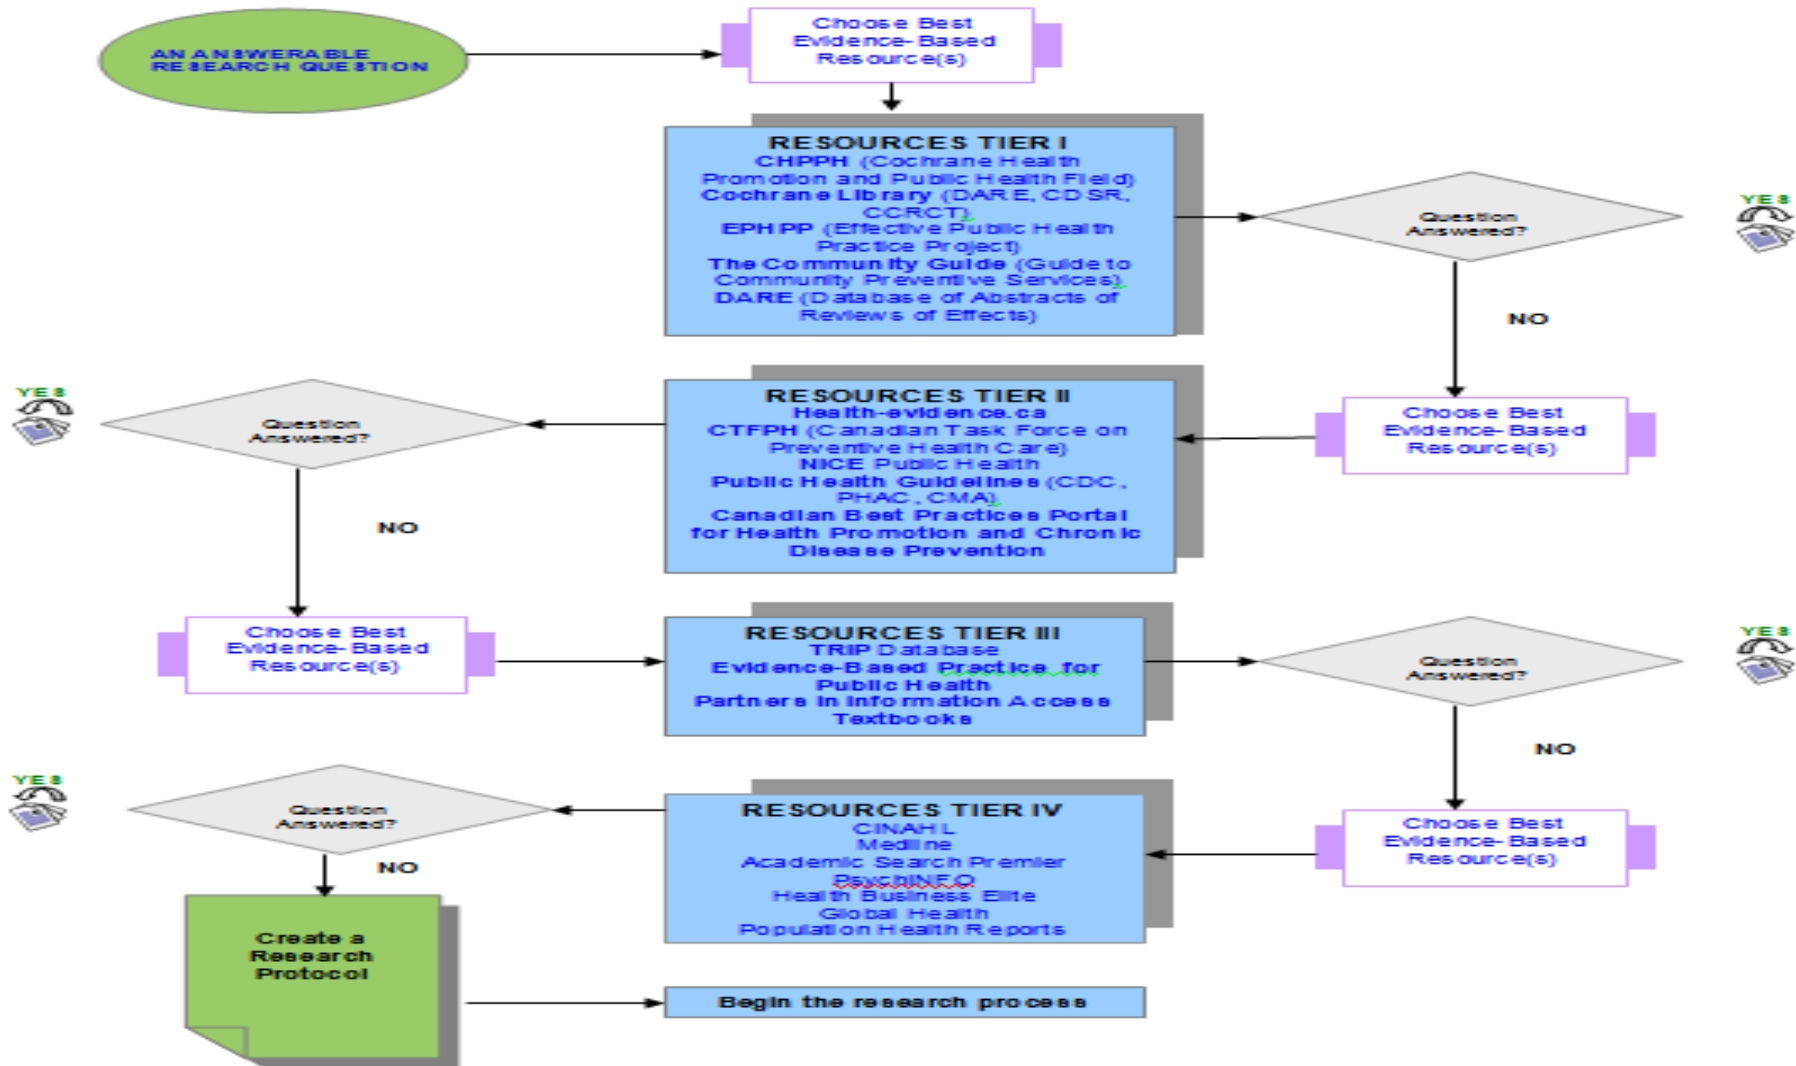 AN ANSWERABLE
RESEARCH QUESTION
Choose Best
Evidence-Based
Resource(s)
RESOURCES TIER I
CHPPH (Cochrane Health
Promotion and Public Health Field)
Cochrane Library (DARE, CDSR,
CCRCT)
EPHPP (Effective Public Health
Practice Project)
The Community Guide (Guide to
Community Preventive Services)
DARE (Database of Abstracts of
Reviews of Effects)
Question
Answered?
YES
NO
Choose Best
Evidence-Based
Resource(s)
RESOURCES TIER II
Health-evidence.ca
CTFPH (Canadian Task Force on
Preventive Health Care)
NICE Public Health
Public Health Guidelines (CDC,
PHAC, CMA)
Canadian Best Practices Portal
for Health Promotion and Chronic
Disease Prevention
Question
Answered?
YES
NO
Choose Best
Evidence-Based
Resource(s)
RESOURCES TIER III
TRIP Database
Evidence-Based Practice for
Public Health
Partners in Information Access
Textbooks
Question
Answered?
YES
NO
Choose Best
Evidence-Based
Resource(s)
RESOURCES TIER IV
CINAHL
Medline
Academic Search Premier
PsychINFO
Health Business Elite
Global Health
Population Health Reports
Question
Answered?
YES
NO
Create a
Research
Protocol
Begin the research process